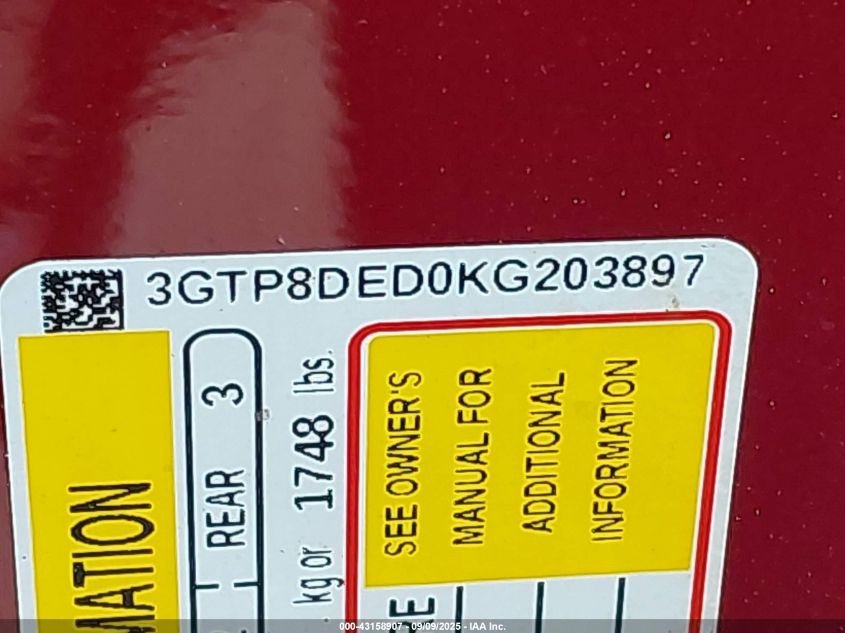 3GTP8DED0KG203897
MATION
REAR 3
kg or 1748 lbs.
SEE OWNER'S
MANUAL FOR
ADDITIONAL
INFORMATION
000-43158907 - 09/09/2025 - IAA Inc.